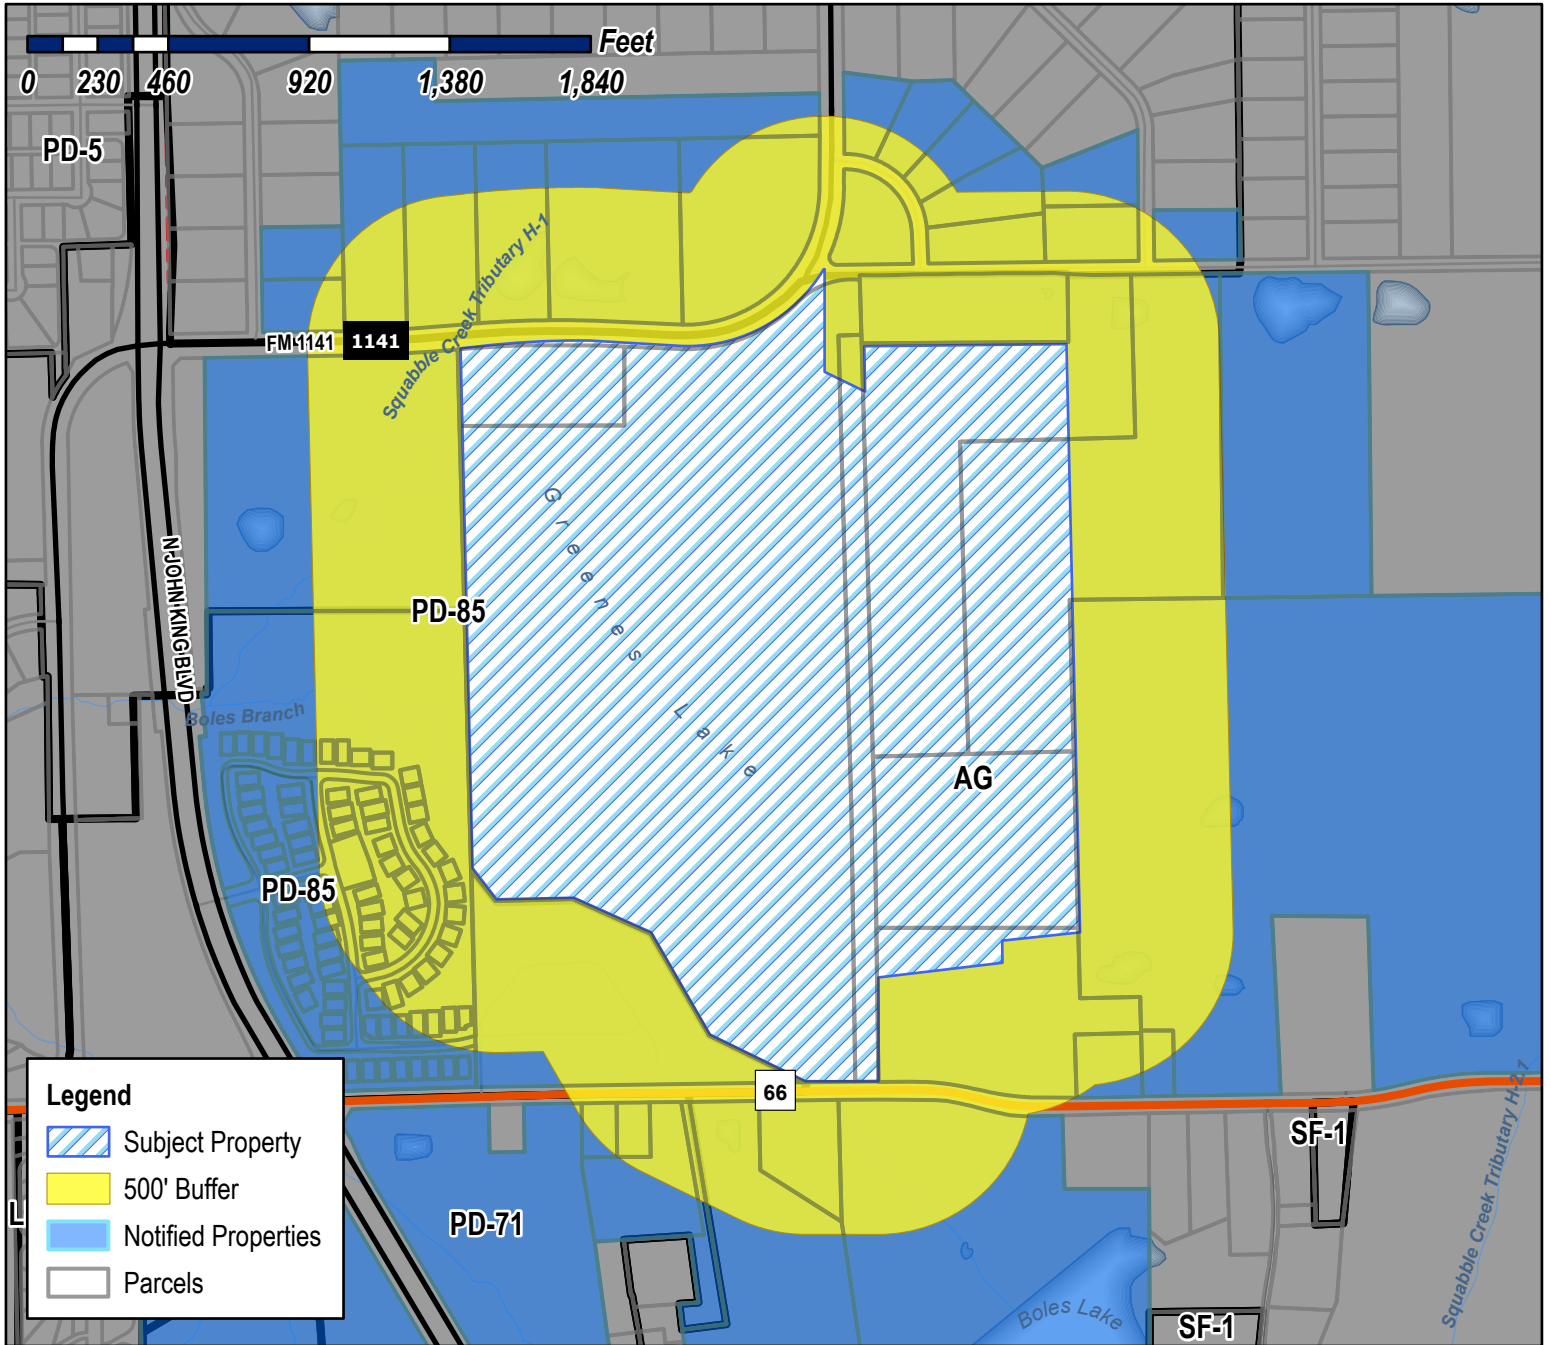 Feet
0 230 460 920 1,380 1,840
PD-5
Squabble Creek Tributary H-1
FM 1141
1141
N JOHN KING BLVD
Greenes Lake
PD-85
Boles Branch
AG
PD-85
66
SF-1
Squabble Creek Tributary H-2.1
L
PD-71
Boles Lake
SF-1
Legend
Subject Property
500' Buffer
Notified Properties
Parcels